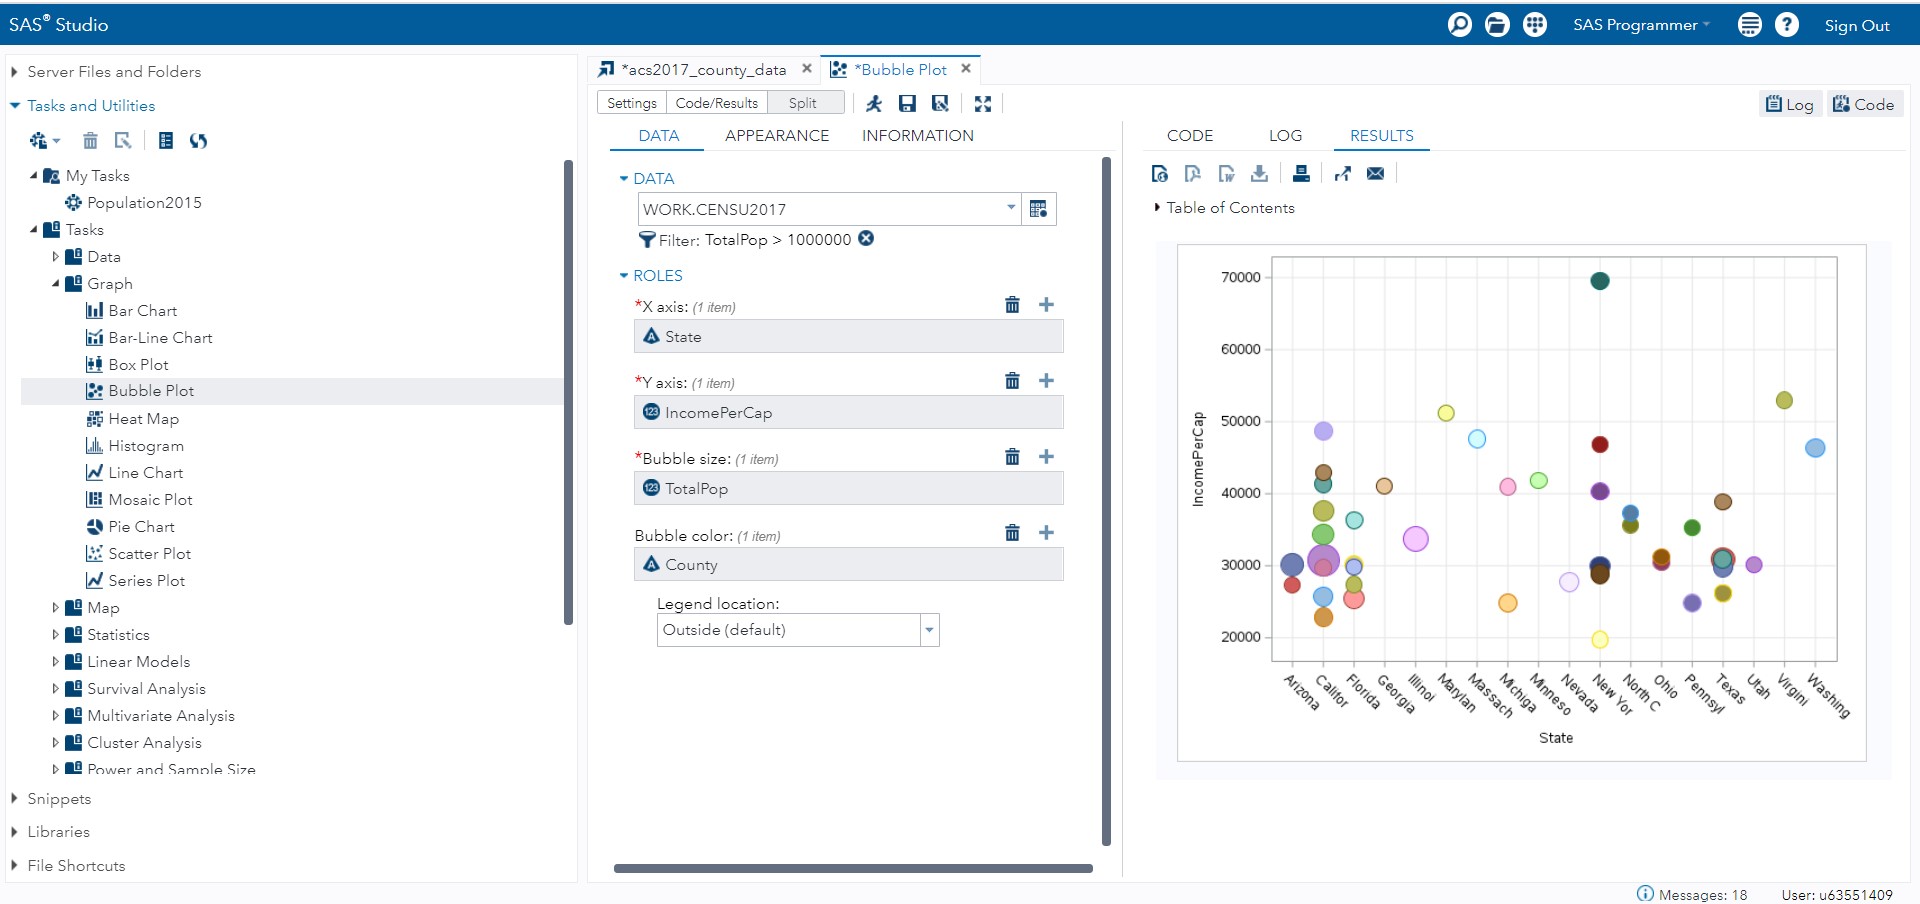 SAS® Studio
SAS Programmer
Sign Out
Server Files and Folders
Tasks and Utilities
My Tasks
Population2015
Tasks
Data
Graph
Bar Chart
Bar-Line Chart
Box Plot
Bubble Plot
Heat Map
Histogram
Line Chart
Mosaic Plot
Pie Chart
Scatter Plot
Series Plot
Map
Statistics
Linear Models
Survival Analysis
Multivariate Analysis
Cluster Analysis
Power and Sample Size
Snippets
Libraries
File Shortcuts
*acs2017_county_data
*Bubble Plot
Settings
Code/Results
Split
Log
Code
DATA
APPEARANCE
INFORMATION
DATA
WORK.CENSU2017
Filter: TotalPop > 1000000
ROLES
*X axis: (1 item)
State
*Y axis: (1 item)
123 IncomePerCap
*Bubble size: (1 item)
123 TotalPop
Bubble color: (1 item)
County
Legend location:
Outside (default)
CODE
LOG
RESULTS
Table of Contents
IncomePerCap
70000
60000
50000
40000
30000
20000
Arizona
Califor
Florida
Georgia
Illinoi
Marylan
Massach
Michiga
Minneso
Nevada
New Yor
North C
Ohio
Pennsyl
Texas
Utah
Virgini
Washing
State
Messages: 18
User: u63551409